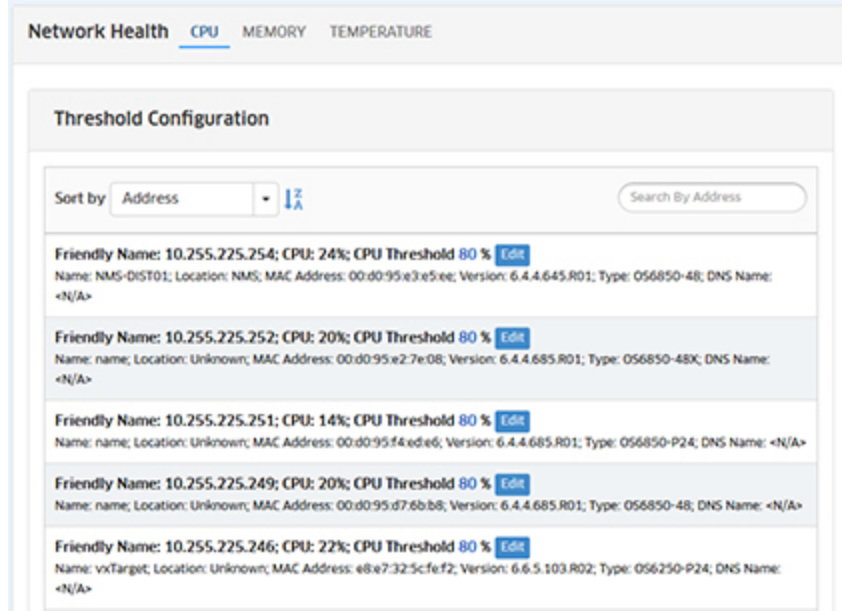 Network Health CPU MEMORY TEMPERATURE
Threshold Configuration
Sort by Address Search By Address
Friendly Name: 10.255.225.254; CPU: 24%; CPU Threshold 80 % Edit
Name: NMS-DIST01; Location: NMS; MAC Address: 00:d0:95:e3:e5:ee; Version: 6.4.4.645.R01; Type: OS6850-48; DNS Name:
<N/A>
Friendly Name: 10.255.225.252; CPU: 20%; CPU Threshold 80 % Edit
Name: name; Location: Unknown; MAC Address: 00:d0:95:e2:7e:08; Version: 6.4.4.685.R01; Type: OS6850-48X; DNS Name:
<N/A>
Friendly Name: 10.255.225.251; CPU: 14%; CPU Threshold 80 % Edit
Name: name; Location: Unknown; MAC Address: 00:d0:95:f4:ed:e6; Version: 6.4.4.685.R01; Type: OS6850-P24; DNS Name: <N/A>
Friendly Name: 10.255.225.249; CPU: 20%; CPU Threshold 80 % Edit
Name: name; Location: Unknown; MAC Address: 00:d0:95:d7:6b:b8; Version: 6.4.4.685.R01; Type: OS6850-48; DNS Name: <N/A>
Friendly Name: 10.255.225.246; CPU: 22%; CPU Threshold 80 % Edit
Name: vxTarget; Location: Unknown; MAC Address: e8:e7:32:5c:fe:f2; Version: 6.6.5.103.R02; Type: OS6250-P24; DNS Name:
<N/A>